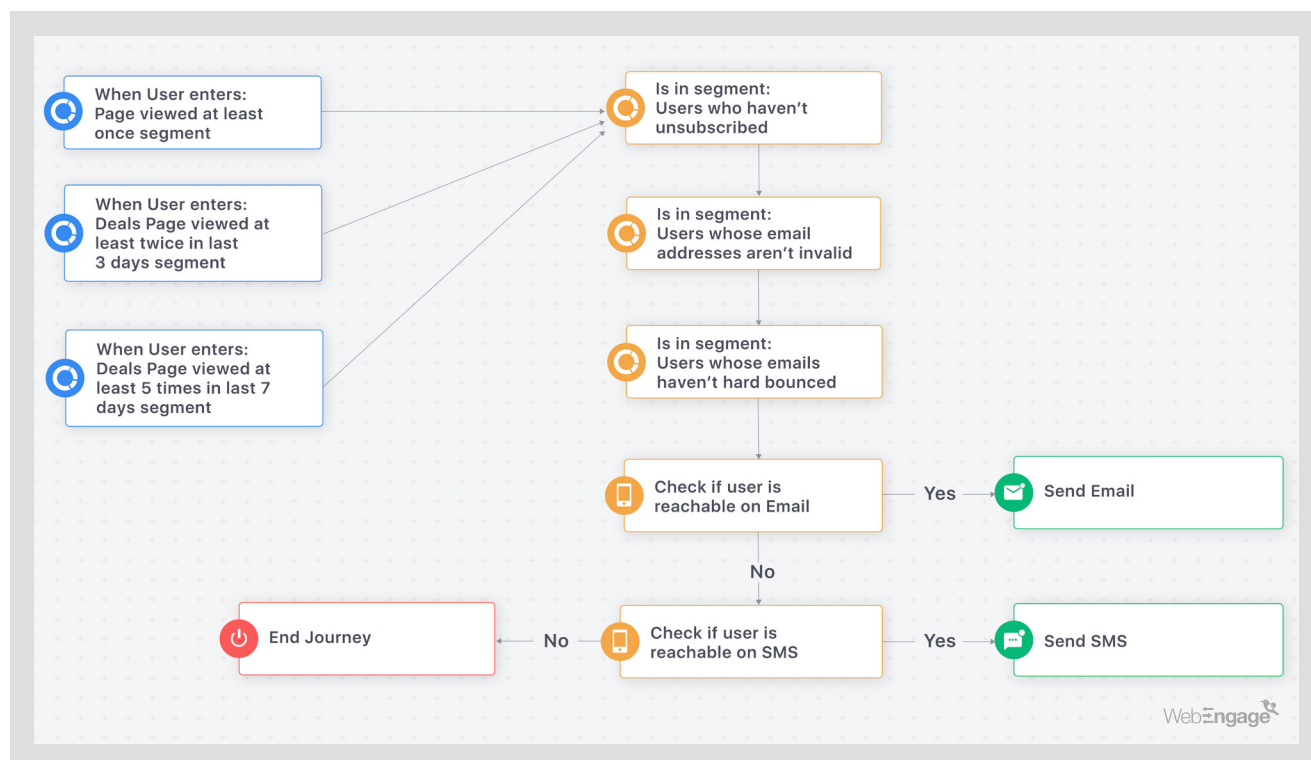 When User enters:
Page viewed at least
once segment
Is in segment:
Users who haven't
unsubscribed
When User enters:
Deals Page viewed at
least twice in last
3 days segment
Is in segment:
Users whose email
addresses aren't invalid
When User enters:
Deals Page viewed at
least 5 times in last 7
days segment
Is in segment:
Users whose emails
haven't hard bounced
Check if user is
reachable on Email
Yes
Send Email
No
End Journey
No
Check if user is
reachable on SMS
Yes
Send SMS
WebEngage